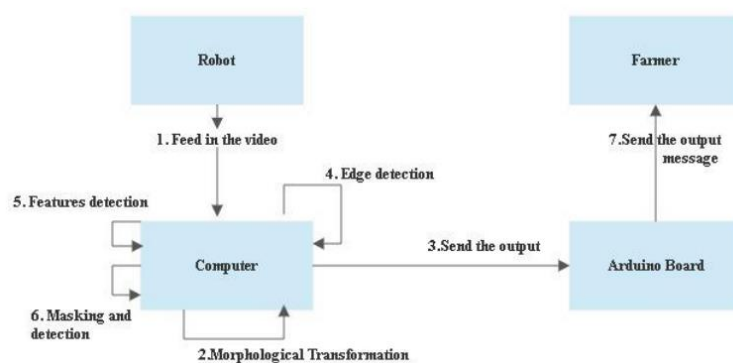 Robot
Farmer
1. Feed in the video
7.Send the output
message
4. Edge detection
5. Features detection
3.Send the output
Computer
Arduino Board
6. Masking and
detection
2.Morphological Transformation